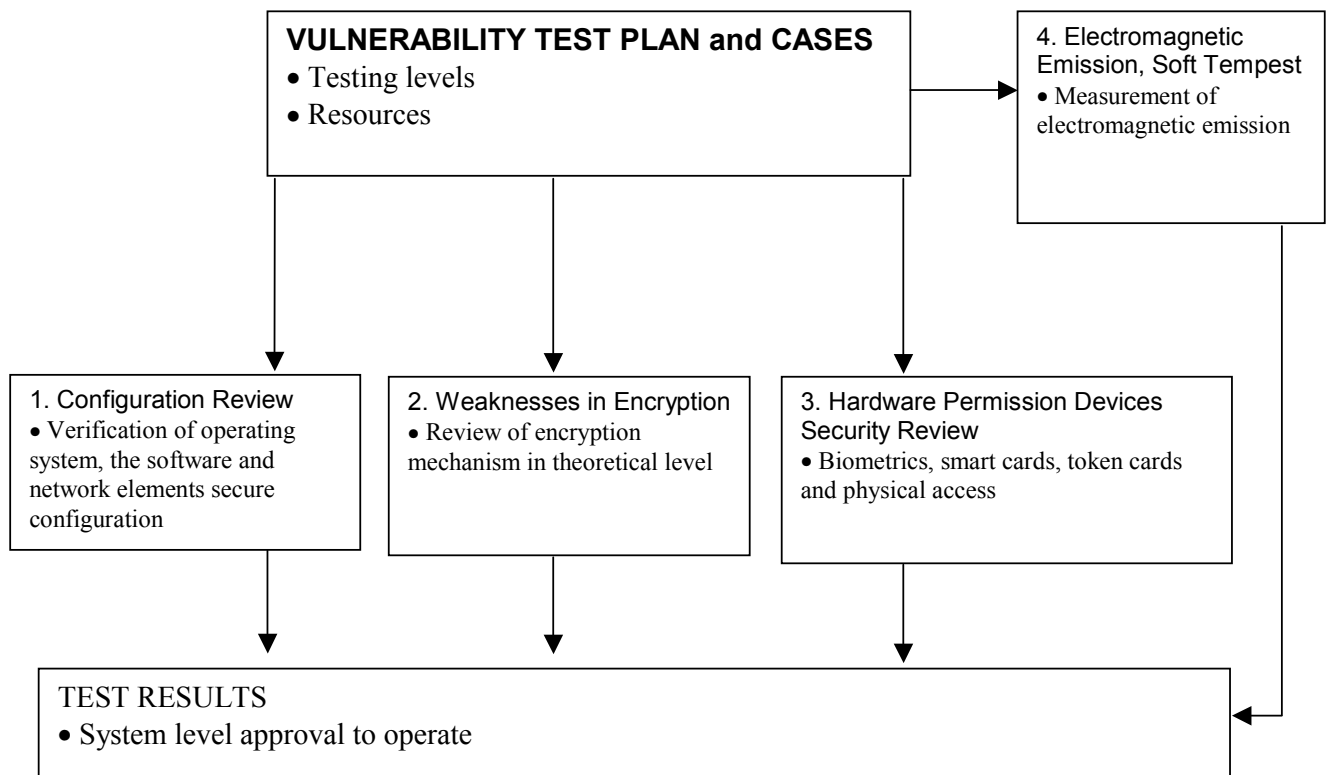 VULNERABILITY TEST PLAN and CASES
• Testing levels
• Resources
4. Electromagnetic
Emission, Soft Tempest
• Measurement of
electromagnetic emission
1. Configuration Review
• Verification of operating
system, the software and
network elements secure
configuration
2. Weaknesses in Encryption
• Review of encryption
mechanism in theoretical level
3. Hardware Permission Devices
Security Review
• Biometrics, smart cards, token cards
and physical access
TEST RESULTS
• System level approval to operate